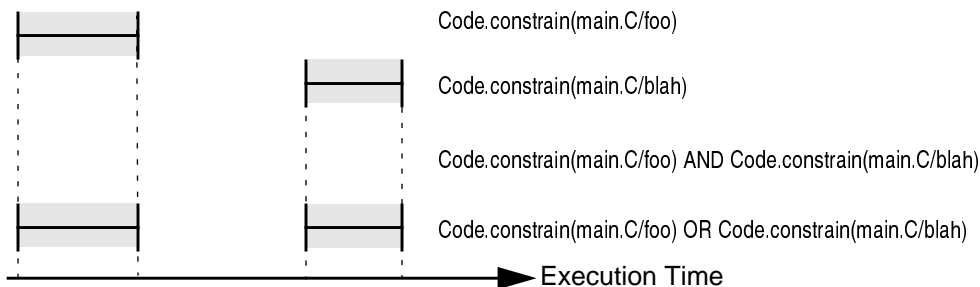 Code.constrain(main.C/foo)
Code.constrain(main.C/blah)
Code.constrain(main.C/foo) AND Code.constrain(main.C/blah)
Code.constrain(main.C/foo) OR Code.constrain(main.C/blah)
Execution Time